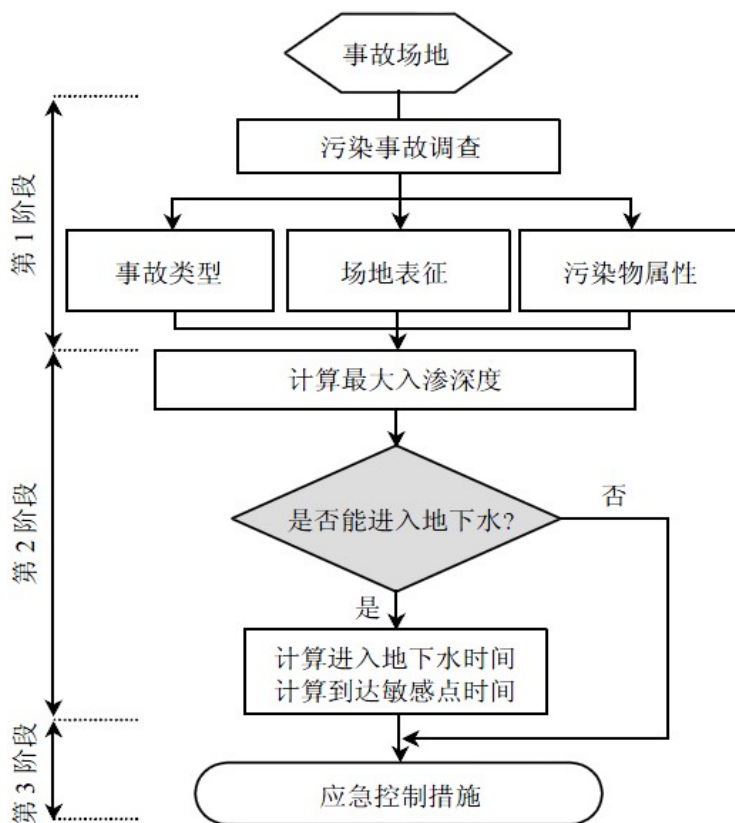 事故场地
第1阶段
污染事故调查
事故类型
场地表征
污染物属性
第2阶段
计算最大入渗深度
是否能进入地下水?
否
是
计算进入地下水时间
计算到达敏感点时间
第3阶段
应急控制措施